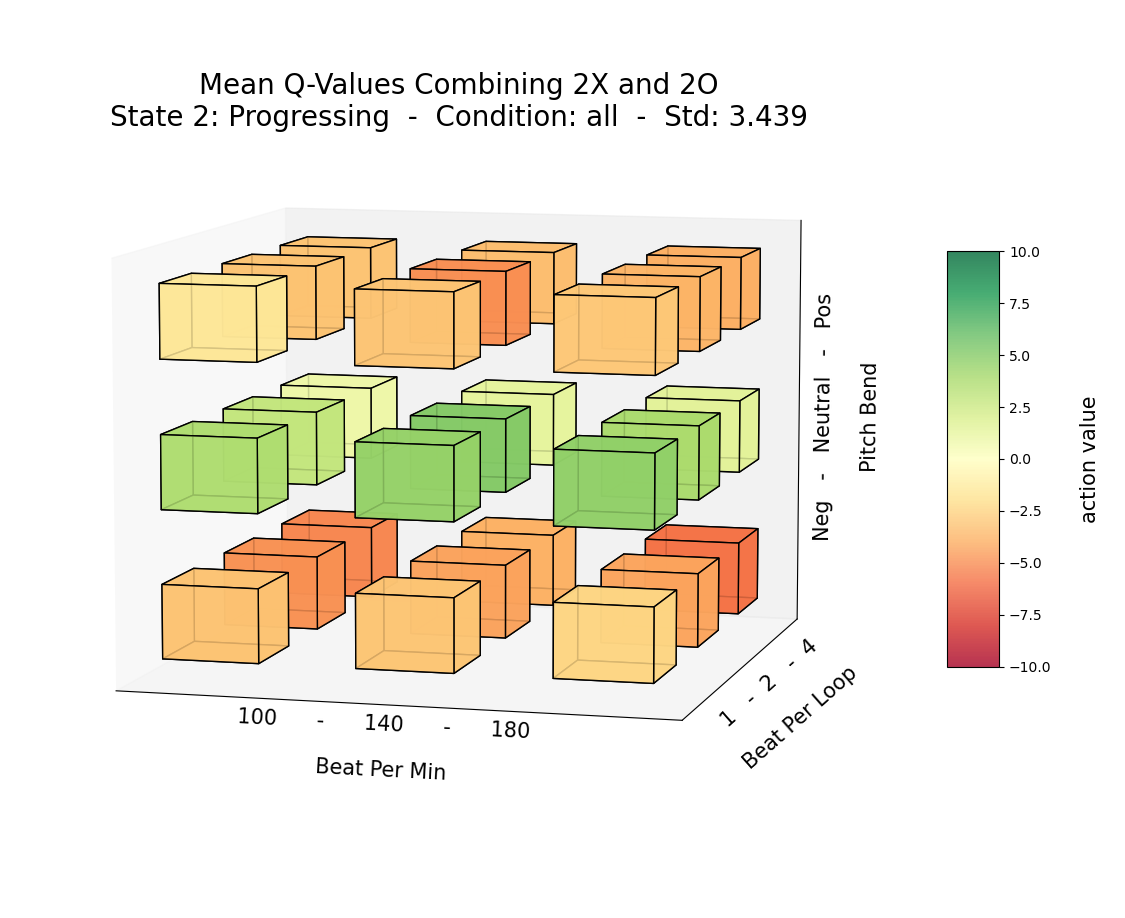 Mean Q-Values Combining 2X and 2O
State 2: Progressing  -  Condition: all  -  Std: 3.439
Neg  -  Neutral  -  Pos
Pitch Bend
1  -  2  -  4
Beat Per Loop
100  -  140  -  180
Beat Per Min
10.0
7.5
5.0
2.5
0.0
−2.5
−5.0
−7.5
−10.0
action value